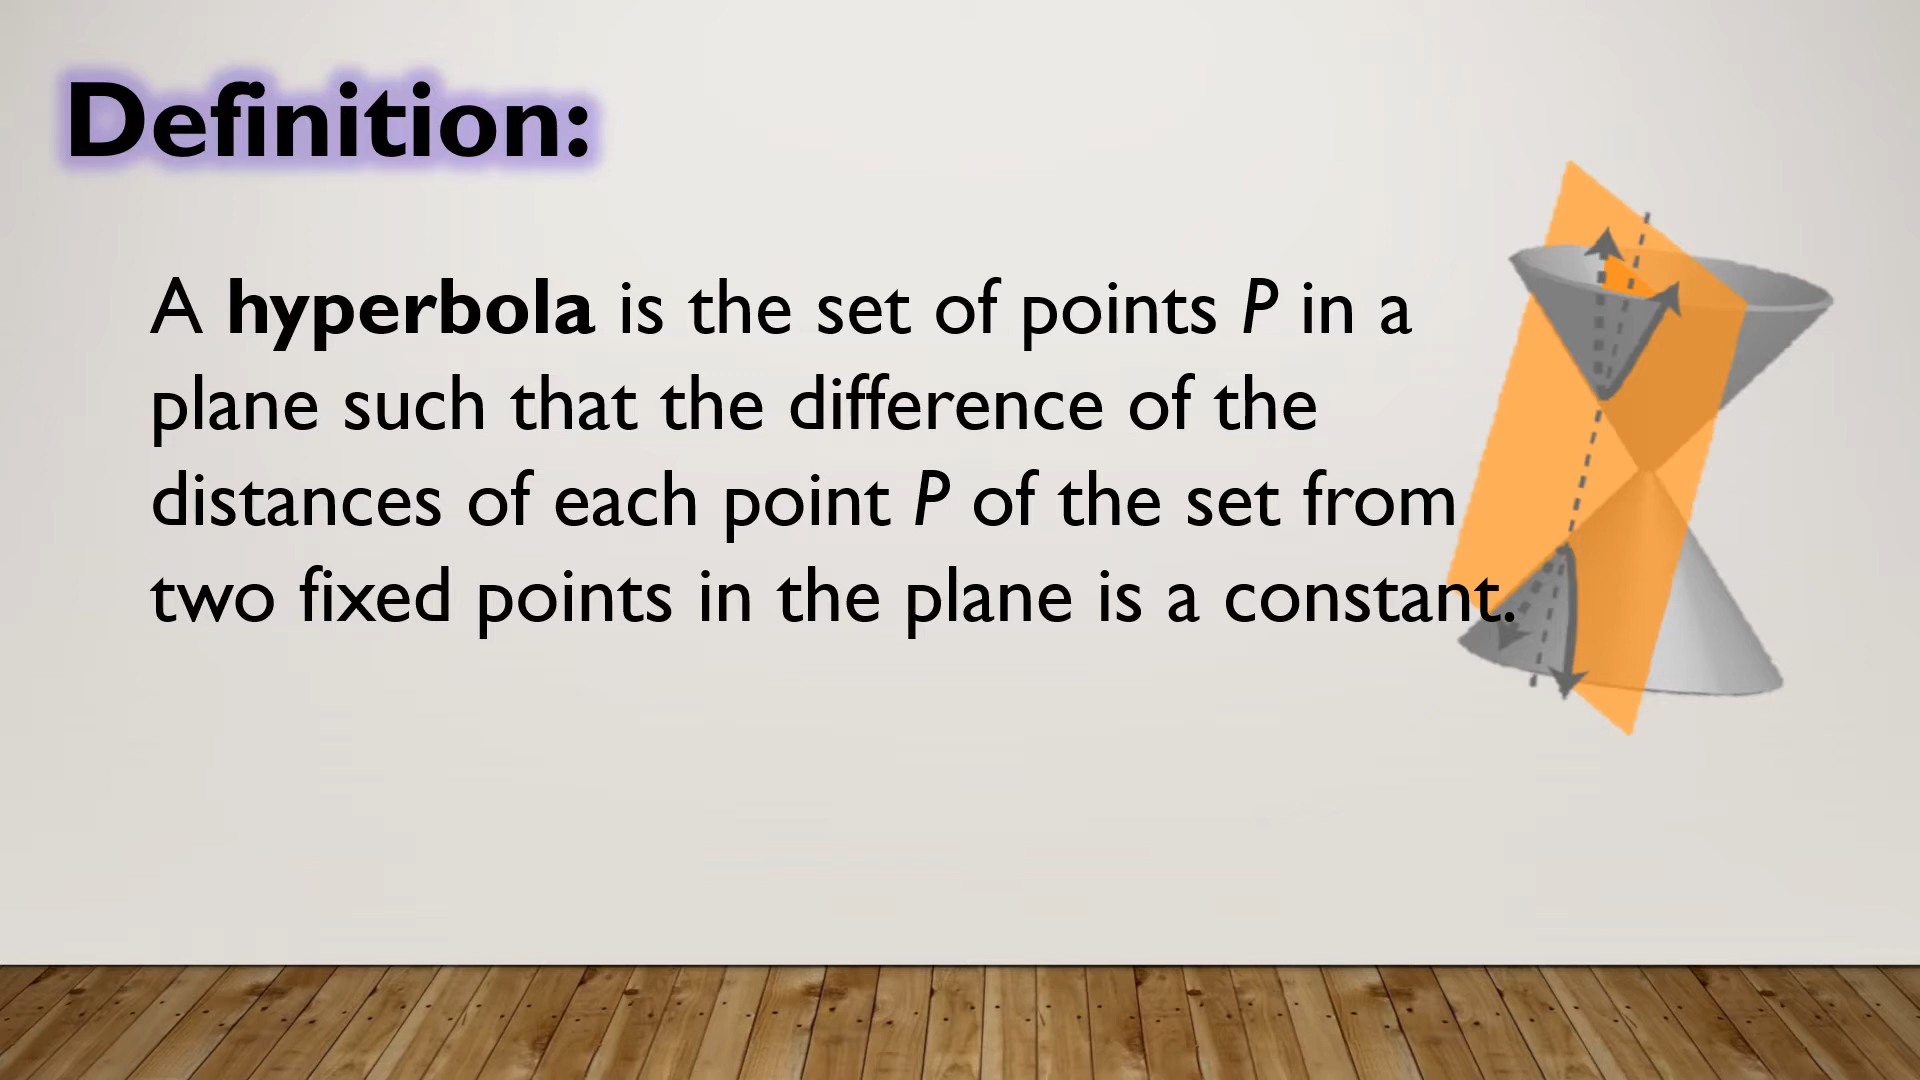 Definition:
A hyperbola is the set of points P in a
plane such that the difference of the
distances of each point P of the set from
two fixed points in the plane is a constant.